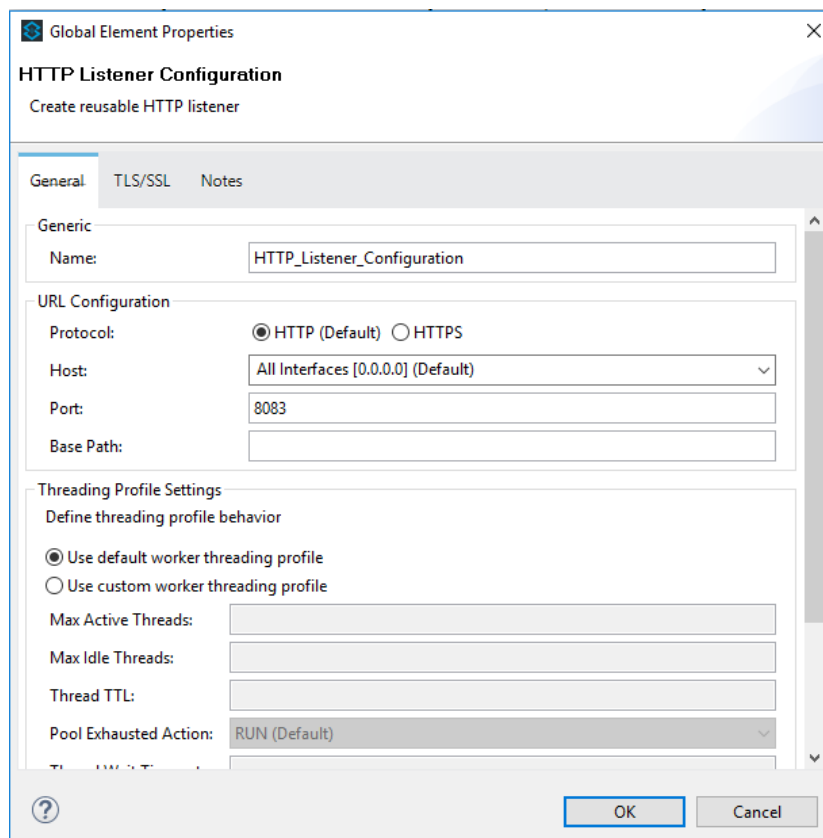 Global Element Properties
HTTP Listener Configuration
Create reusable HTTP listener
General TLS/SSL Notes
Generic
Name: HTTP_Listener_Configuration
URL Configuration
Protocol: HTTP (Default) HTTPS
Host: All Interfaces [0.0.0.0] (Default)
Port: 8083
Base Path:
Threading Profile Settings
Define threading profile behavior
Use default worker threading profile
Use custom worker threading profile
Max Active Threads:
Max Idle Threads:
Thread TTL:
Pool Exhausted Action: RUN (Default)
OK Cancel